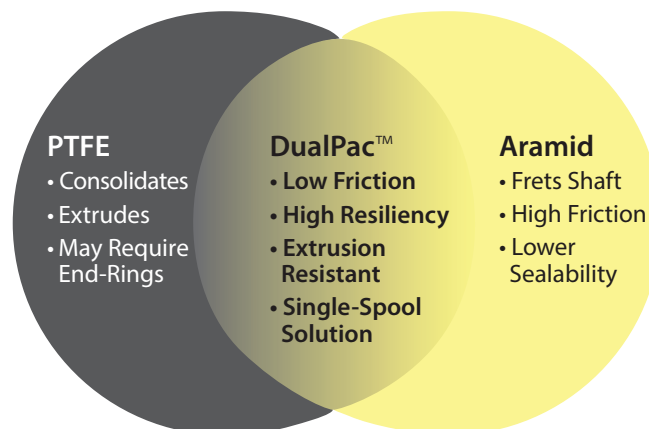 PTFE
• Consolidates
• Extrudes
• May Require
End-Rings
DualPac™
• Low Friction
• High Resiliency
• Extrusion
Resistant
• Single-Spool
Solution
Aramid
• Frets Shaft
• High Friction
• Lower
Sealability